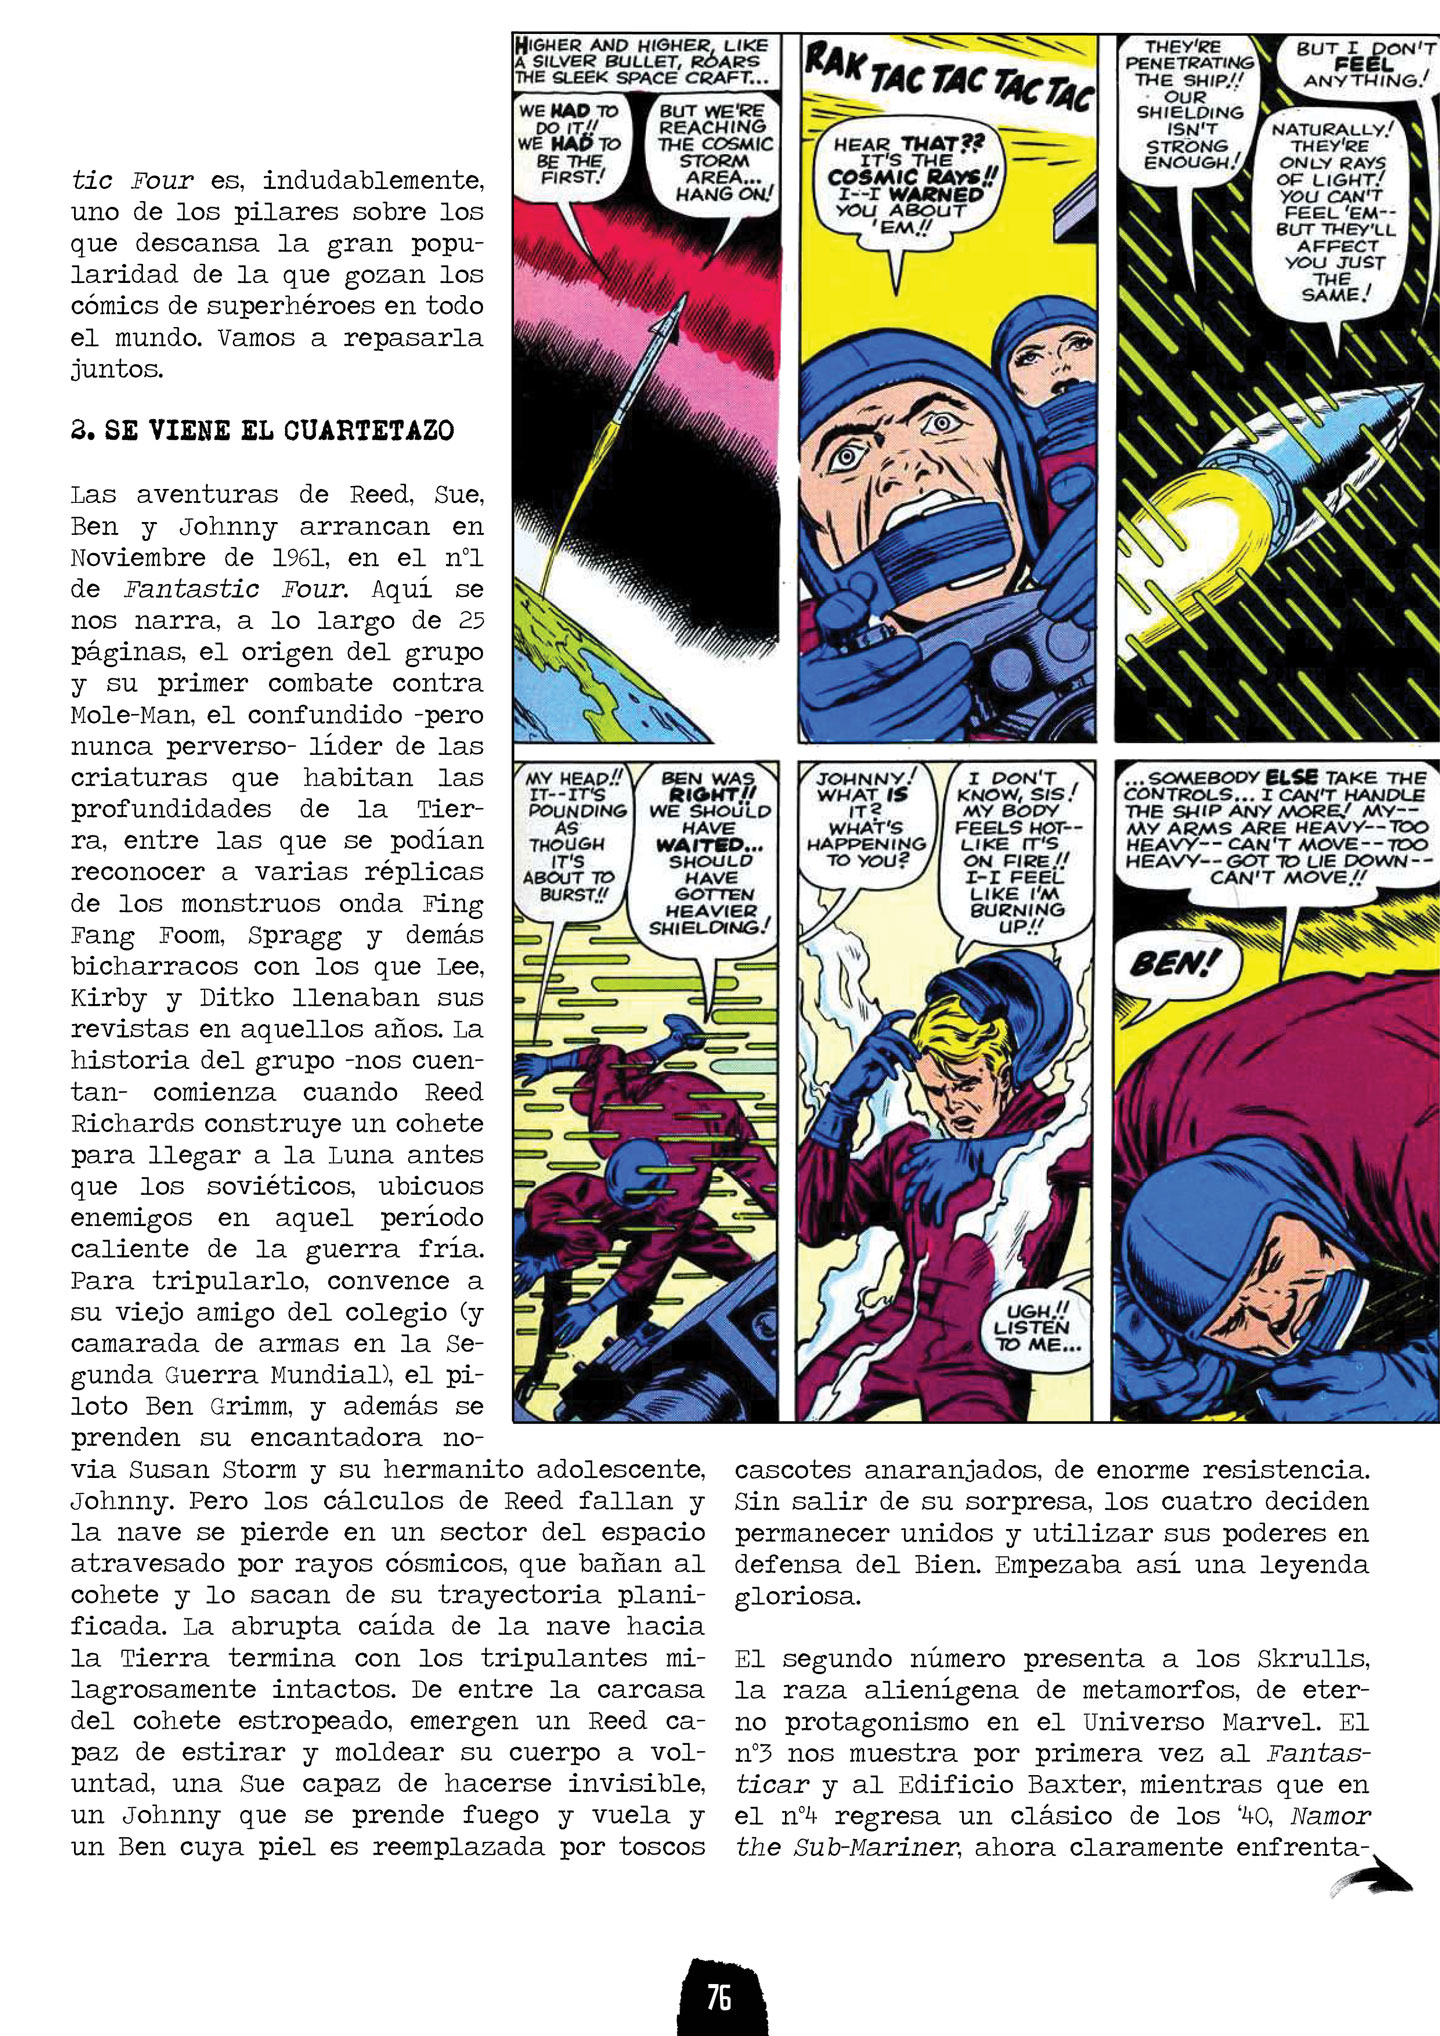 tic Four es, indudablemente,
uno de los pilares sobre los
que descansa la gran popu-
laridad de la que gozan los
cómics de superhéroes en todo
el mundo. Vamos a repasarla
juntos.
2. SE VIENE EL CUARTETAZO
Las aventuras de Reed, Sue,
Ben y Johnny arrancan en
Noviembre de 1961, en el nº1
de Fantastic Four. Aquí se
nos narra, a lo largo de 25
páginas, el origen del grupo
y su primer combate contra
Mole-Man, el confundido -pero
nunca perverso- líder de las
criaturas que habitan las
profundidades de la Tier-
ra, entre las que se podían
reconocer a varias réplicas
de los monstruos onda Fing
Fang Foom, Spragg y demás
bicharracos con los que Lee,
Kirby y Ditko llenaban sus
revistas en aquellos años. La
historia del grupo -nos cuen-
tan- comienza cuando Reed
Richards construye un cohete
para llegar a la Luna antes
que los soviéticos, ubicuos
enemigos en aquel período
caliente de la guerra fría.
Para tripularlo, convence a
su viejo amigo del colegio (y
camarada de armas en la Se-
gunda Guerra Mundial), el pi-
loto Ben Grimm, y además se
prenden su encantadora no-
via Susan Storm y su hermanito adolescente,
Johnny. Pero los cálculos de Reed fallan y
la nave se pierde en un sector del espacio
atravesado por rayos cósmicos, que bañan al
cohete y lo sacan de su trayectoria plani-
ficada. La abrupta caída de la nave hacia
la Tierra termina con los tripulantes mi-
lagrosamente intactos. De entre la carcasa
del cohete estropeado, emergen un Reed ca-
paz de estirar y moldear su cuerpo a vol-
untad, una Sue capaz de hacerse invisible,
un Johnny que se prende fuego y vuela y
un Ben cuya piel es reemplazada por toscos
HIGHER AND HIGHER, LIKE
A SILVER BULLET, ROARS
THE SLEEK SPACE CRAFT...
WE HAD TO
DO IT!!
WE HAD TO
BE THE
FIRST!
BUT WE'RE
REACHING
THE COSMIC
STORM
AREA...
HANG ON!
RAK TAC TAC TAC TAC
HEAR THAT??
IT'S THE
COSMIC RAYS!!
I--I WARNED
YOU ABOUT
'EM!!
THEY'RE
PENETRATING
THE SHIP!!
OUR
SHIELDING
ISN'T
STRONG
ENOUGH!
BUT I DON'T
FEEL
ANYTHING!
NATURALLY!
THEY'RE
ONLY RAYS
OF LIGHT!
YOU CAN'T
FEEL 'EM--
BUT THEY'LL
AFFECT
YOU JUST
THE
SAME!
MY HEAD!!
IT--IT'S
POUNDING
AS
THOUGH
IT'S
ABOUT TO
BURST!!
BEN WAS
RIGHT!!
WE SHOULD
HAVE
WAITED...
SHOULD
HAVE
GOTTEN
HEAVIER
SHIELDING!
JOHNNY!
WHAT IS
IT?
WHAT'S
HAPPENING
TO YOU?
I DON'T
KNOW, SIS!
MY BODY
FEELS HOT--
LIKE IT'S
ON FIRE!!
I-I FEEL
LIKE I'M
BURNING
UP!!
UGH!!
LISTEN
TO ME...
...SOMEBODY ELSE TAKE THE
CONTROLS... I CAN'T HANDLE
THE SHIP ANY MORE! MY--
MY ARMS ARE HEAVY--TOO
HEAVY-- CAN'T MOVE--TOO
HEAVY--GOT TO LIE DOWN--
CAN'T MOVE!!
BEN!
cascotes anaranjados, de enorme resistencia.
Sin salir de su sorpresa, los cuatro deciden
permanecer unidos y utilizar sus poderes en
defensa del Bien. Empezaba así una leyenda
gloriosa.
El segundo número presenta a los Skrulls,
la raza alienígena de metamorfos, de eter-
no protagonismo en el Universo Marvel. El
nº3 nos muestra por primera vez al Fantas-
ticar y al Edificio Baxter, mientras que en
el nº4 regresa un clásico de los '40, Namor
the Sub-Mariner, ahora claramente enfrenta-
76